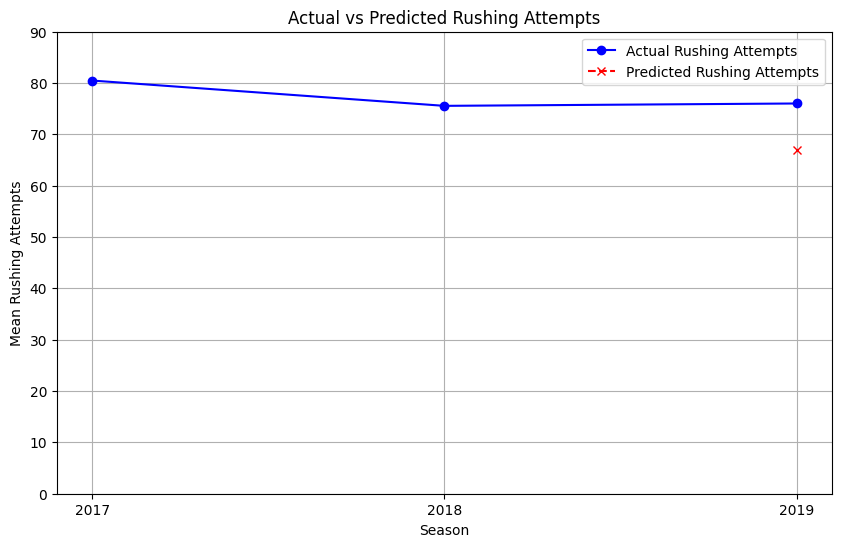 Actual vs Predicted Rushing Attempts
Actual Rushing Attempts
Predicted Rushing Attempts
Mean Rushing Attempts
90
80
70
60
50
40
30
20
10
0
2017 2018 2019
Season